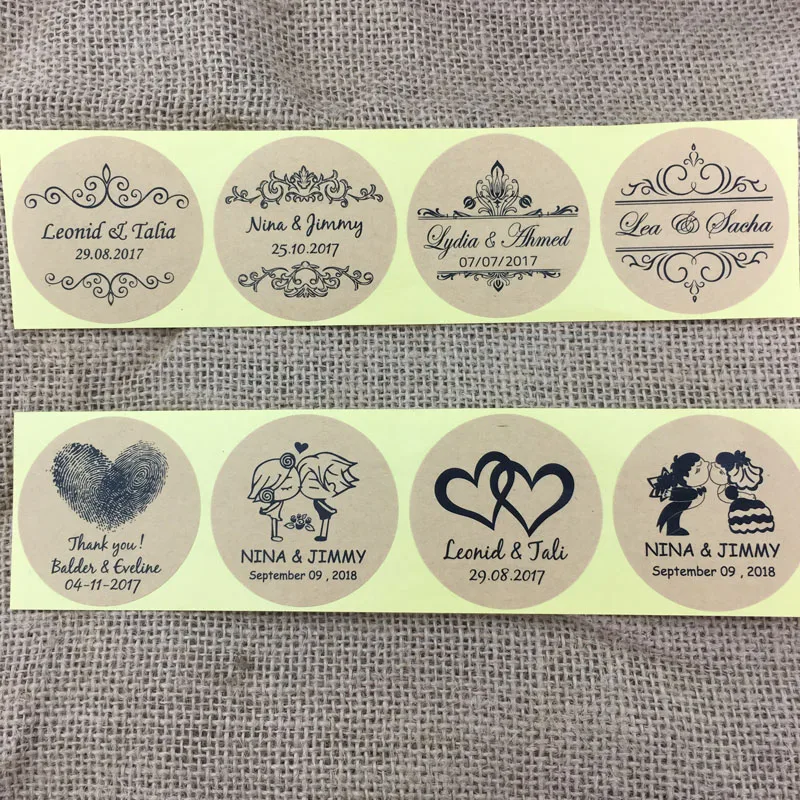 Leonid & Talia
29.08.2017
Nina & Jimmy
25.10.2017
Lydia & Ahmed
07/07/2017
Lea & Sacha
Thank you!
Balder & Eveline
04-11-2017
NINA & JIMMY
September 09 , 2018
Leonid & Tali
29.09.2017
NINA & JIMMY
September 09 , 2018